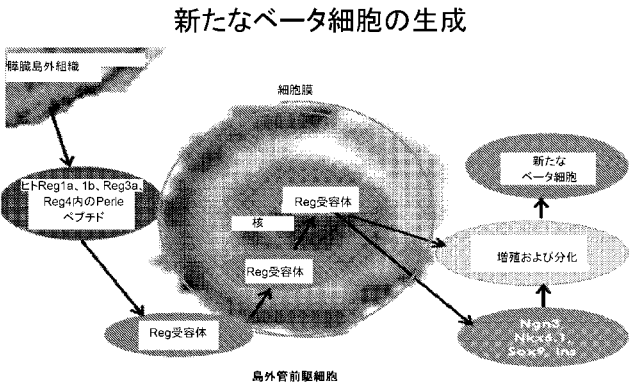 新たなベータ細胞の生成
膵臓島外組織
細胞膜
ヒトReg1a、1b、Reg3a、
Reg4内のPerle
ペプチド
Reg受容体
核
Reg受容体
Reg受容体
新たな
ベータ細胞
増殖および分化
Ngn3
Nkx6.1,
Sox9, Ins
島外管前駆細胞